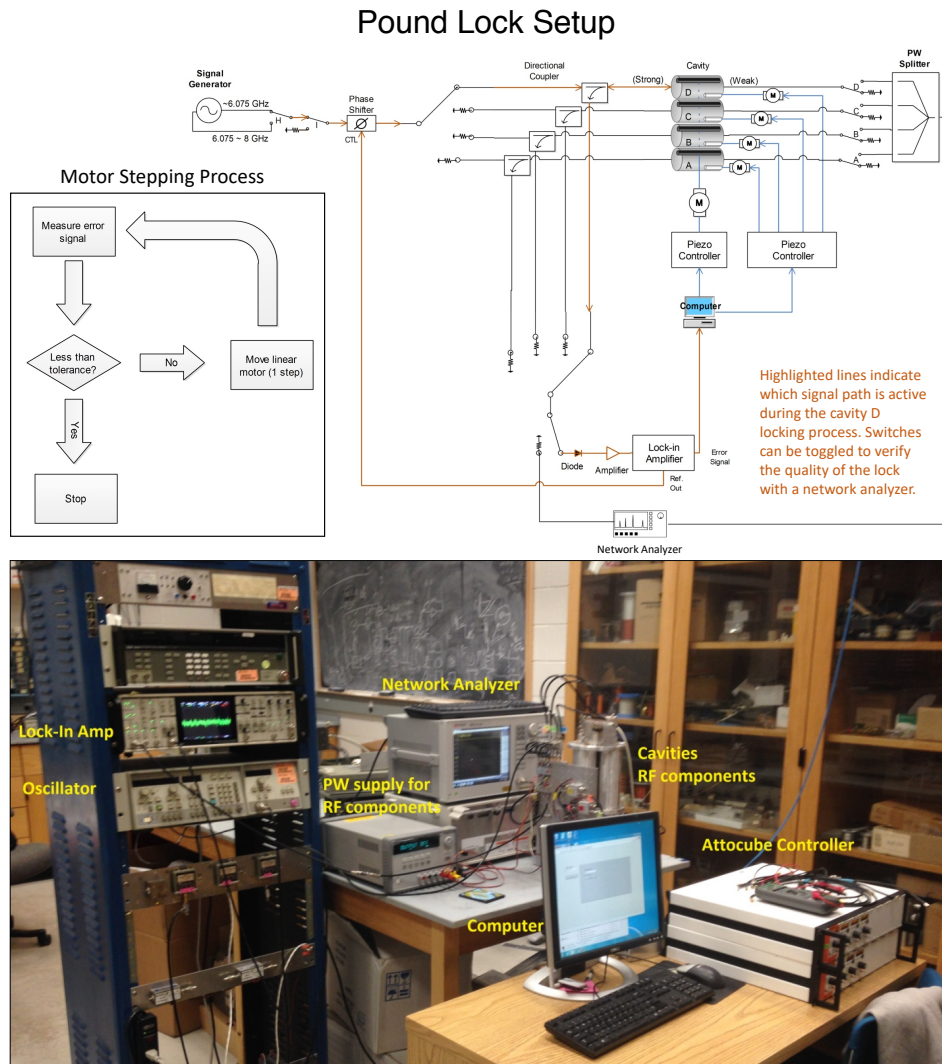 Pound Lock Setup
Signal
Generator
~6.075 GHz
6.075 ~ 8 GHz
H
I
Phase
Shifter
Ø
CTL
Directional
Coupler
(Strong)
Cavity
(Weak)
D
C
B
A
M
M
M
M
M
D
C
B
A
PW
Splitter
Piezo
Controller
Piezo
Controller
Computer
Diode
Amplifier
Lock-in
Amplifier
Error
Signal
Ref.
Out
Network Analyzer
Highlighted lines indicate
which signal path is active
during the cavity D
locking process. Switches
can be toggled to verify
the quality of the lock
with a network analyzer.
Motor Stepping Process
Measure error
signal
Less than
tolerance?
No
Move linear
motor (1 step)
Yes
Stop
Network Analyzer
Lock-In Amp
Oscillator
PW supply for
RF components
Cavities
RF components
Attocube Controller
Computer